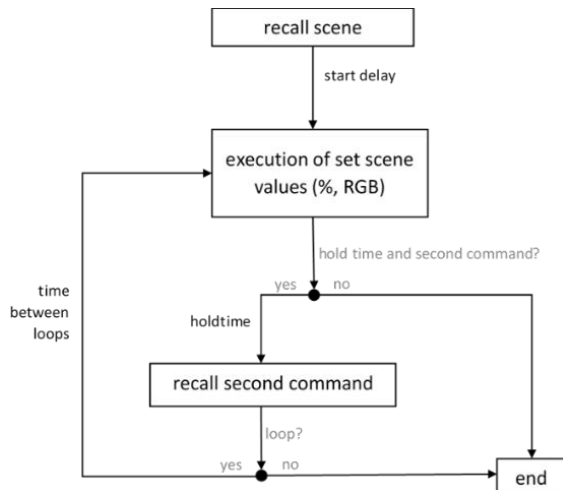 recall scene
start delay
execution of set scene
values (%, RGB)
hold time and second command?
yes no
time
between
loops
holdtime
recall second command
loop?
yes no
end